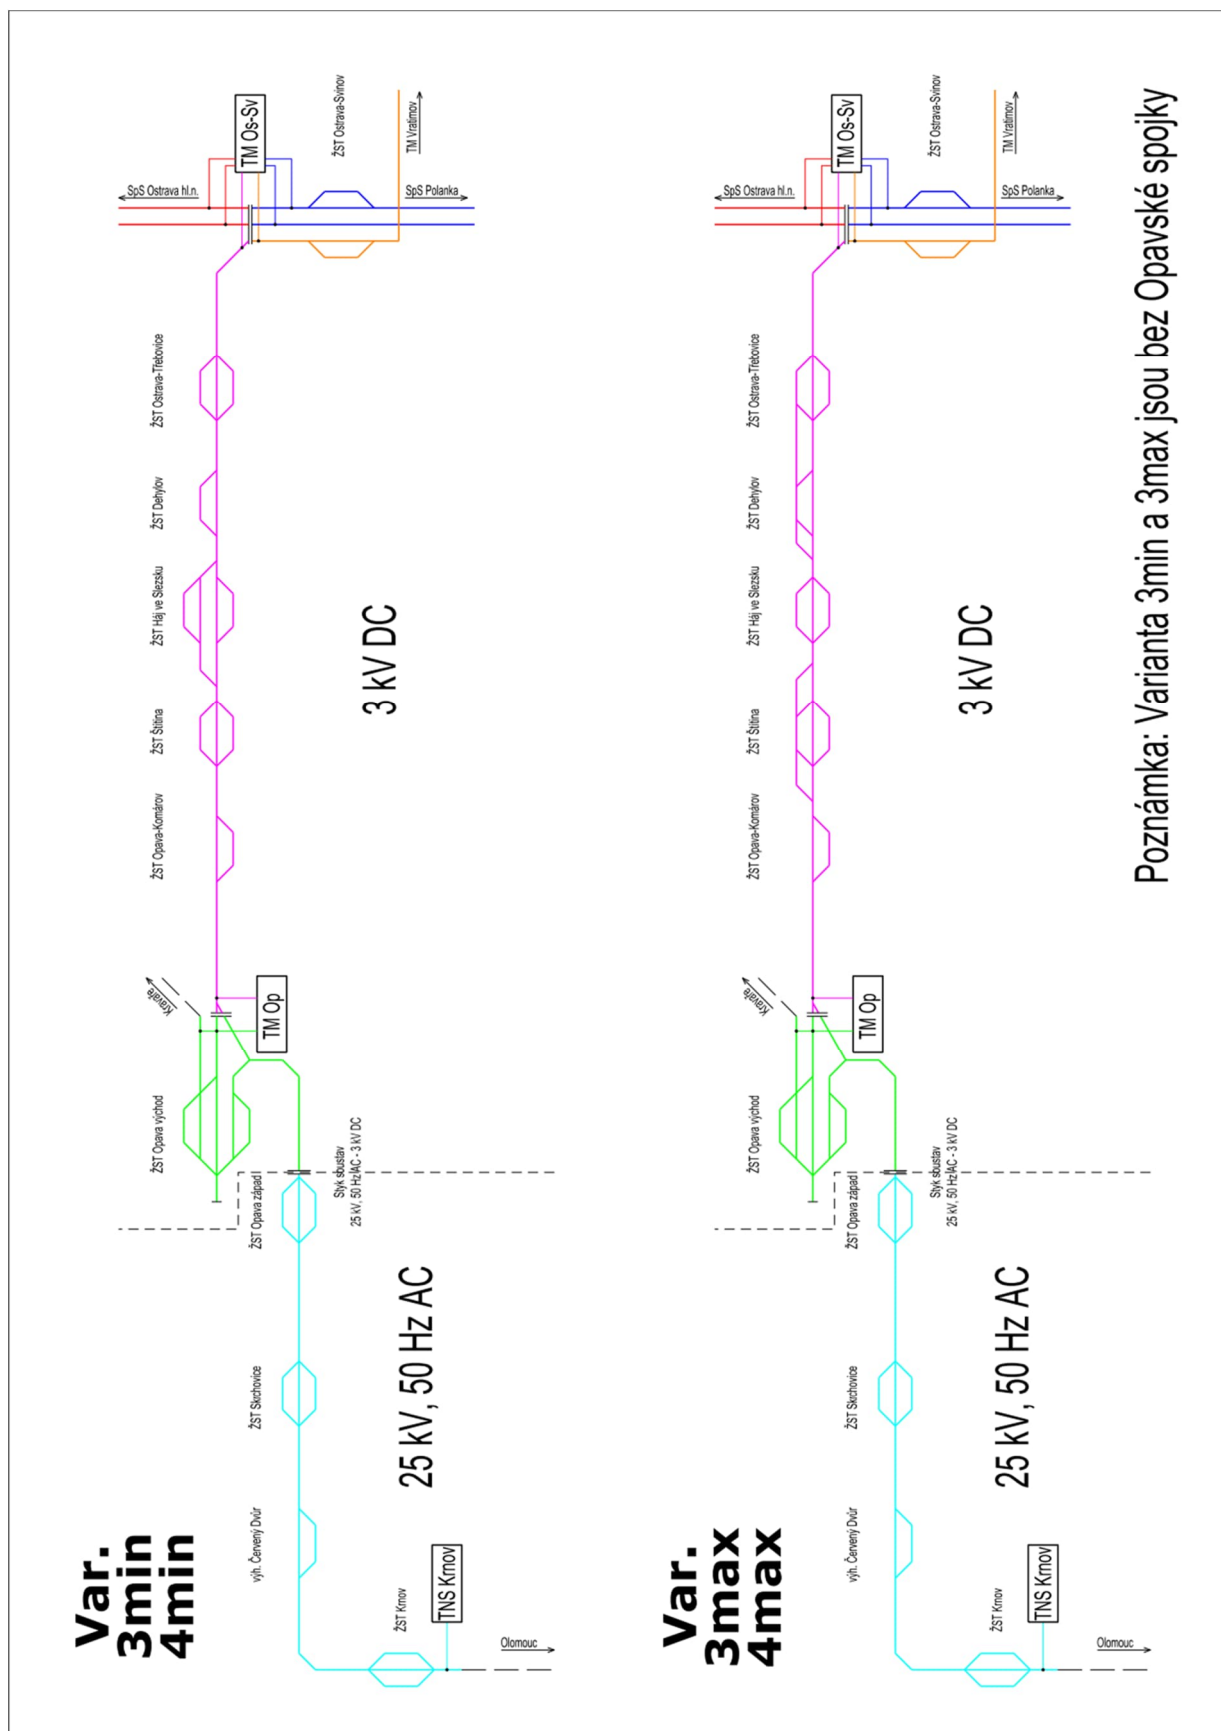 Var.
3min
4min
TNS Krnov
ŽST Krnov
Olomouc
výh. Červený Dvůr
ŽST Skrchovice
25 kV, 50 Hz AC
ŽST Opava západ
Styk soustav
25 kV, 50 Hz AC - 3 kV DC
ŽST Opava východ
Kravaře
TM Op
ŽST Opava-Komárov
ŽST Štítina
ŽST Háj ve Slezsku
3 kV DC
ŽST Dehylov
ŽST Ostrava-Třebovice
SpS Ostrava hl.n.
TM Os-Sv
ŽST Ostrava-Svinov
SpS Polanka
TM Vratimov
Var.
3max
4max
TNS Krnov
ŽST Krnov
Olomouc
výh. Červený Dvůr
ŽST Skrchovice
25 kV, 50 Hz AC
ŽST Opava západ
Styk soustav
25 kV, 50 Hz AC - 3 kV DC
ŽST Opava východ
Kravaře
TM Op
ŽST Opava-Komárov
ŽST Štítina
ŽST Háj ve Slezsku
3 kV DC
ŽST Dehylov
ŽST Ostrava-Třebovice
SpS Ostrava hl.n.
TM Os-Sv
ŽST Ostrava-Svinov
SpS Polanka
TM Vratimov
Poznámka: Varianta 3min a 3max jsou bez Opavské spojky